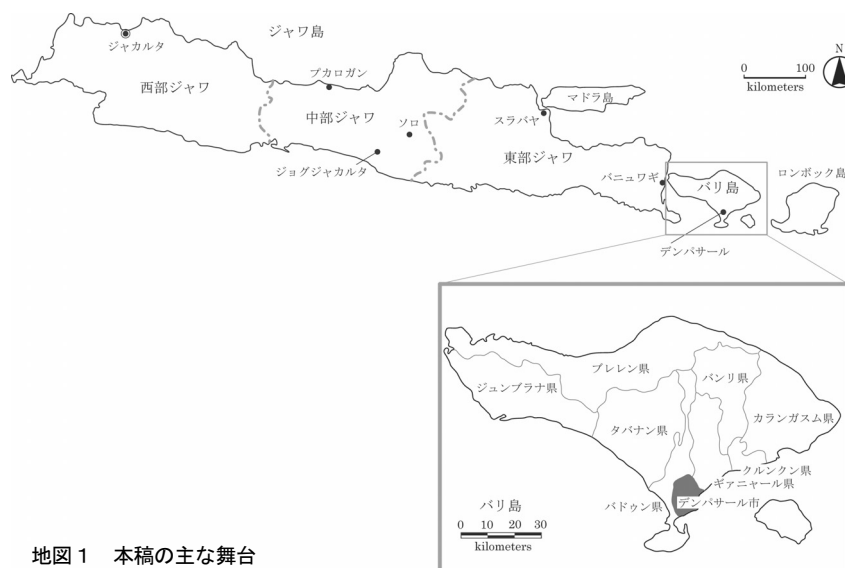 ジャワ島
ジャカルタ
プカロガン
西部ジャワ
中部ジャワ
ソロ
ジョグジャカルタ
東部ジャワ
スラバヤ
マドラ島
バニュワギ
バリ島
デンパサール
ロンボック島
0 100
kilometers
N
ブレレン県
バンリ県
ジュンブラナ県
カランガスム県
タバナン県
クルンクン県
ギアニャール県
デンパサール市
バドゥン県
バリ島
0 10 20 30
kilometers
地図1 本稿の主な舞台